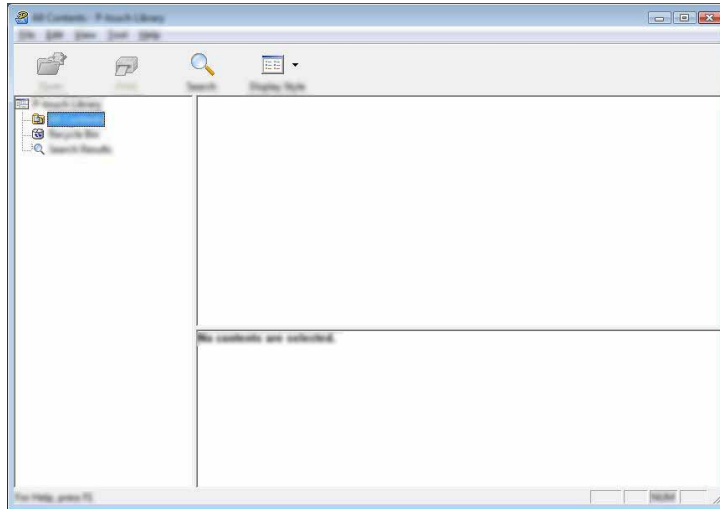 All Contents - P-touch Library
File Edit View Tool Help
Open Print Search Display Style
P-touch Library
All Contents
Recycle Bin
Search Results
No contents are selected.
For Help, press F1
NUM